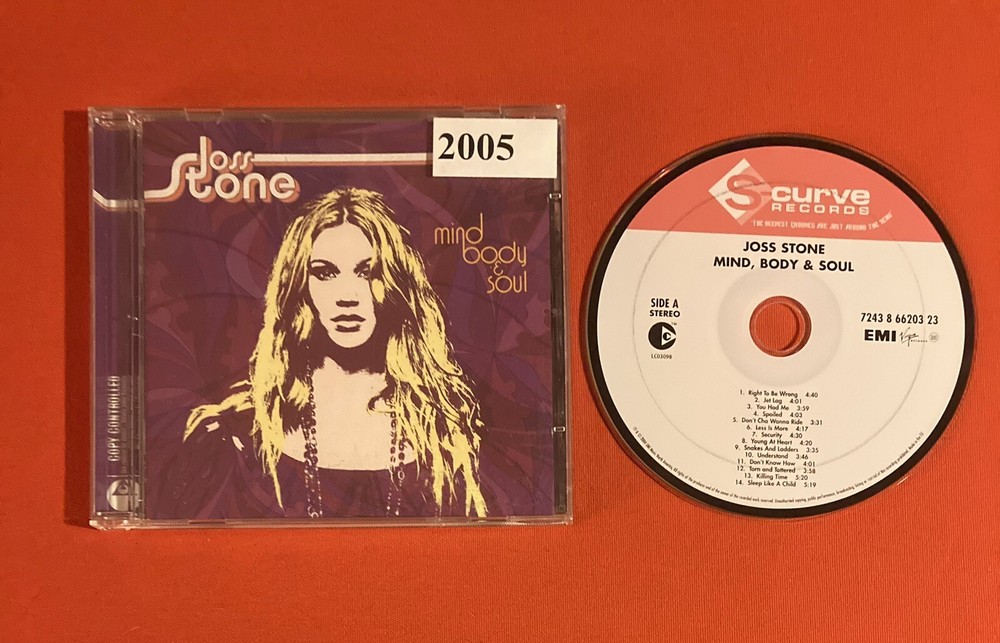 Joss
Stone
2005
mind
body
&
soul
COPY CONTROLLED
S-curve
RECORDS
"THE DEEPEST GROOVES ARE JUST AROUND THE BEND"
JOSS STONE
MIND, BODY & SOUL
SIDE A
STEREO
TM
LC03098
7243 8 66203 23
EMI Virgin
1. Right To Be Wrong 4:40
2. Jet Lag 4:01
3. You Had Me 3:59
4. Spoiled 4:03
5. Don't Cha Wanna Ride 3:31
6. Less Is More 4:17
7. Security 4:30
8. Young At Heart 4:20
9. Snakes And Ladders 3:35
10. Understand 3:46
11. Don't Know How 4:01
12. Torn and Tattered 3:58
13. Killing Time 5:20
14. Sleep Like A Child 5:19